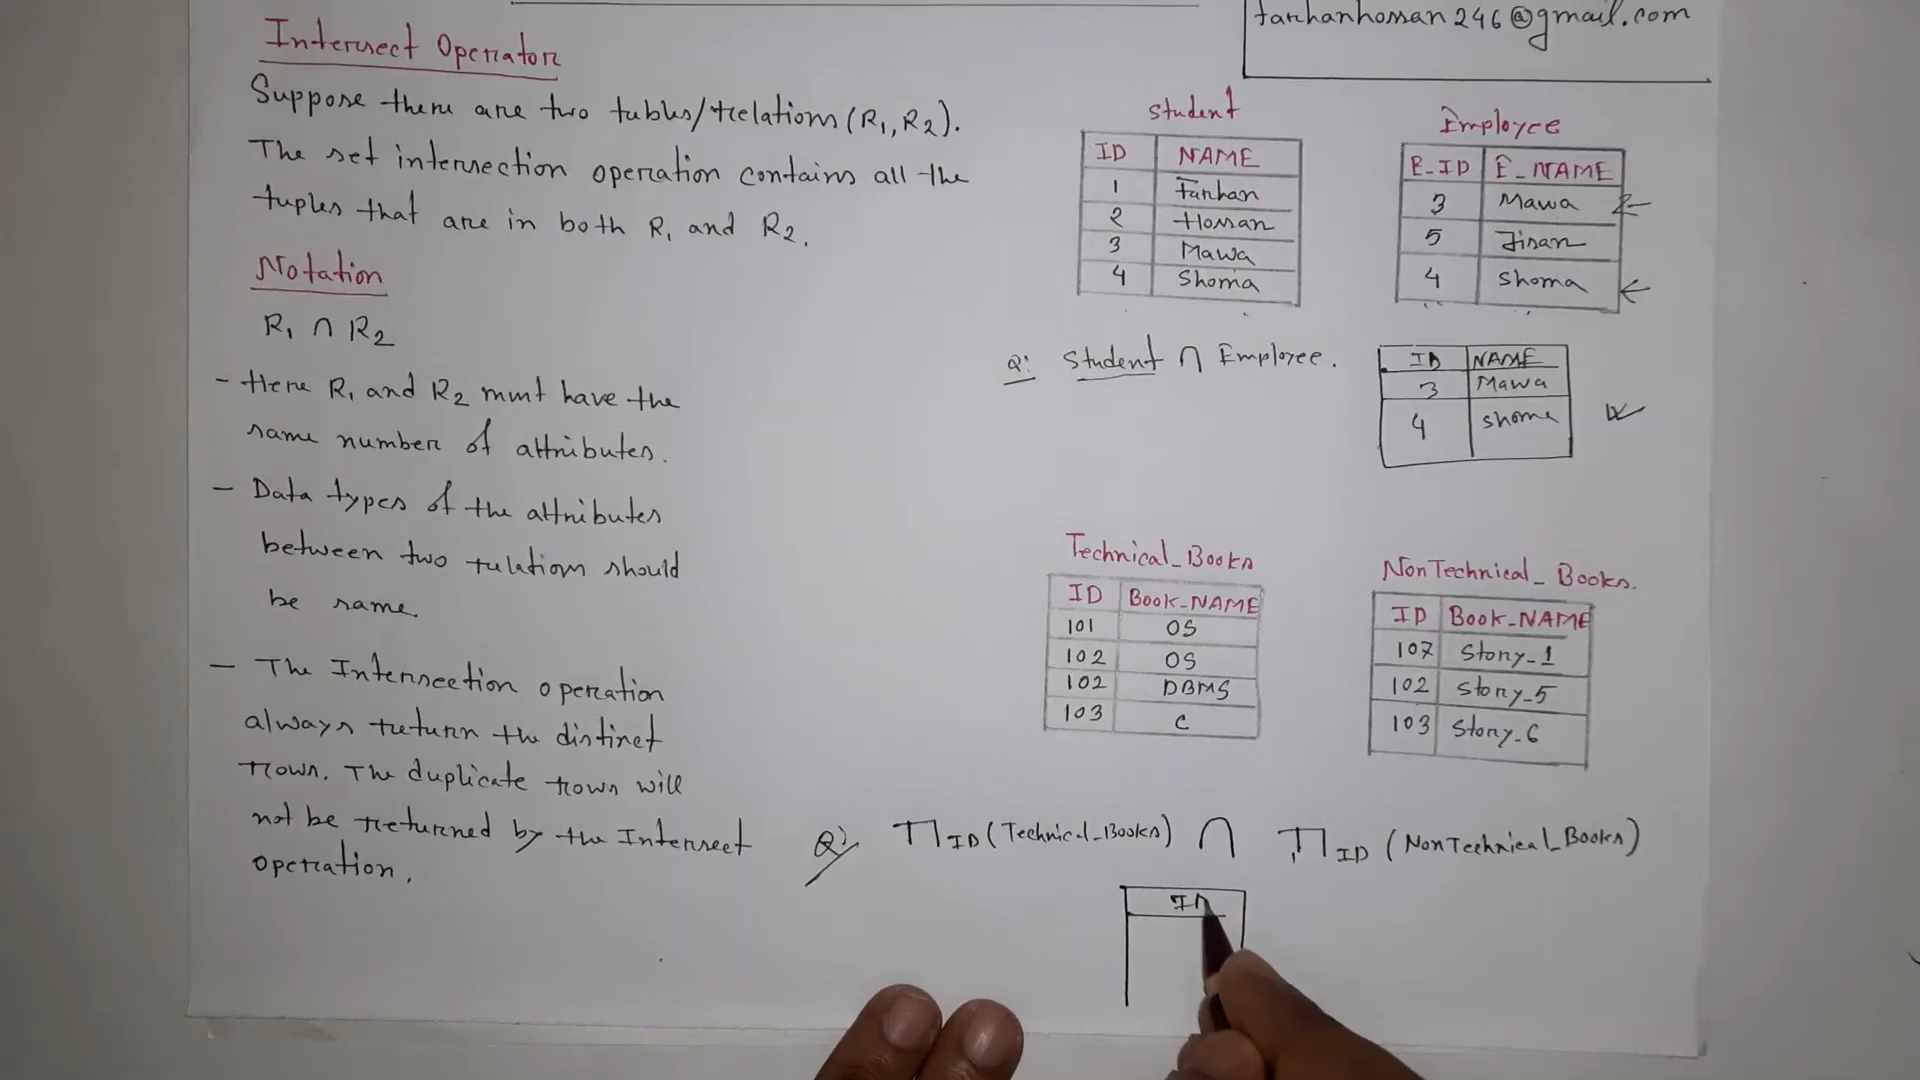 tarhanhossan246@gmail.com
Intersect Operator
Suppose there are two tables/relations (R1, R2).
The set intersection operation contains all the
tuples that are in both R1 and R2.
Notation
R1 ∩ R2
- Here R1 and R2 must have the
same number of attributes.
- Data types of the attributes
between two relations should
be same
- The Intersection operation
always return the distinct
rows. The duplicate rows will
not be returned by the Intersect
operation.
Student
ID NAME
1 Farhan
2 Hossan
3 Mawa
4 Shoma
Employee
E_ID E_NAME
3 Mawa
5 Jisan
4 Shoma
Q: Student ∩ Employee.
ID NAME
3 Mawa
4 shoma
Technical_Books
ID Book_NAME
101 OS
102 OS
102 DBMS
103 C
NonTechnical_Books.
ID Book_NAME
107 Story_1
102 Story_5
103 Story_6
Q: Π ID (Technical_Books) ∩ Π ID (NonTechnical_Books)
ID